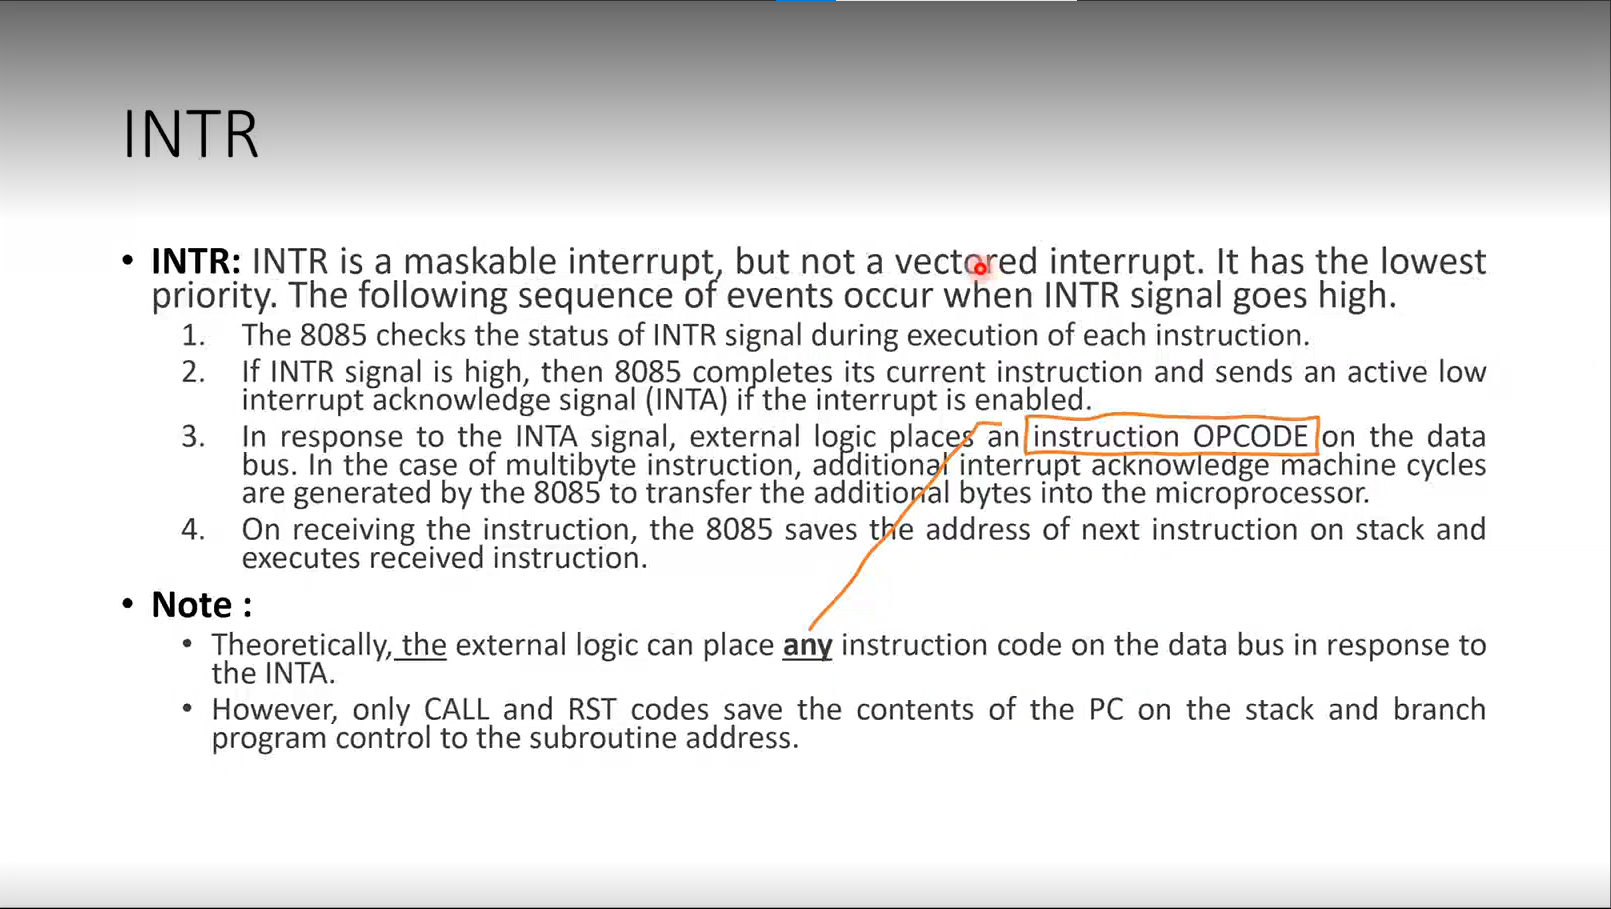 INTR
• INTR: INTR is a maskable interrupt, but not a vectored interrupt. It has the lowest
priority. The following sequence of events occur when INTR signal goes high.
1. The 8085 checks the status of INTR signal during execution of each instruction.
2. If INTR signal is high, then 8085 completes its current instruction and sends an active low
interrupt acknowledge signal (INTA) if the interrupt is enabled.
3. In response to the INTA signal, external logic places an instruction OPCODE on the data
bus. In the case of multibyte instruction, additional interrupt acknowledge machine cycles
are generated by the 8085 to transfer the additional bytes into the microprocessor.
4. On receiving the instruction, the 8085 saves the address of next instruction on stack and
executes received instruction.
• Note :
• Theoretically, the external logic can place any instruction code on the data bus in response to
the INTA.
• However, only CALL and RST codes save the contents of the PC on the stack and branch
program control to the subroutine address.